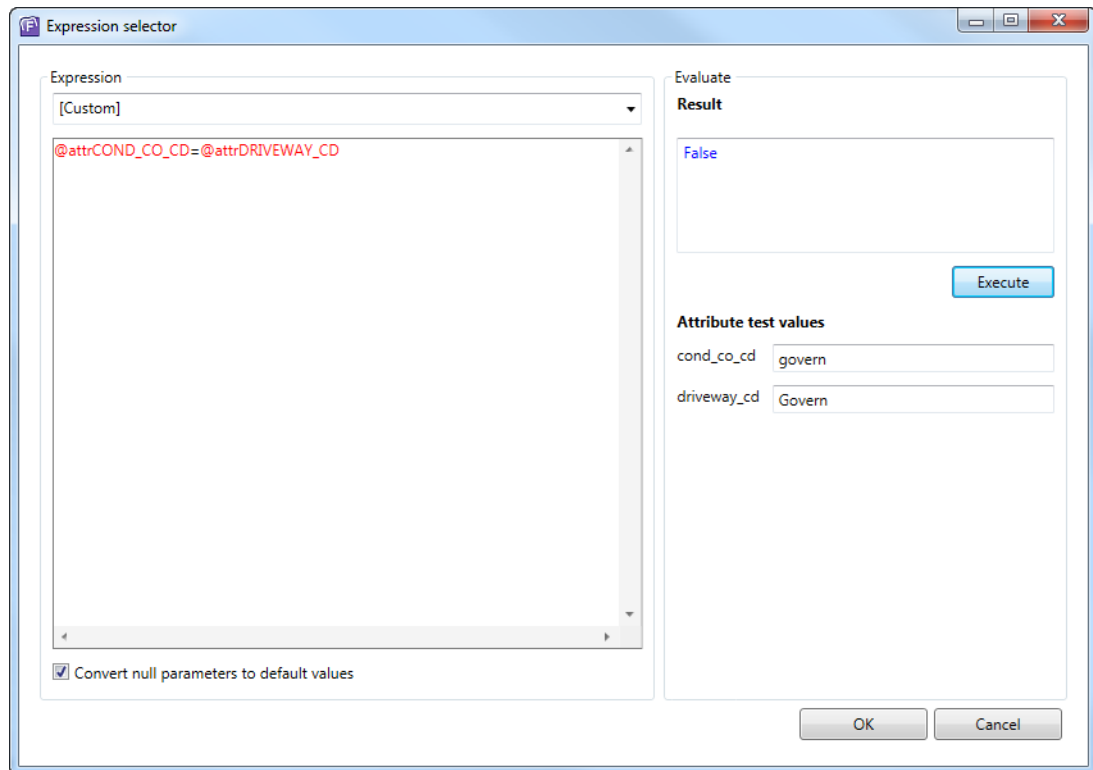 Expression selector
Expression
[Custom]
@attrCOND_CO_CD=@attrDRIVEWAY_CD
Convert null parameters to default values
Evaluate
Result
False
Execute
Attribute test values
cond_co_cd govern
driveway_cd Govern
OK Cancel